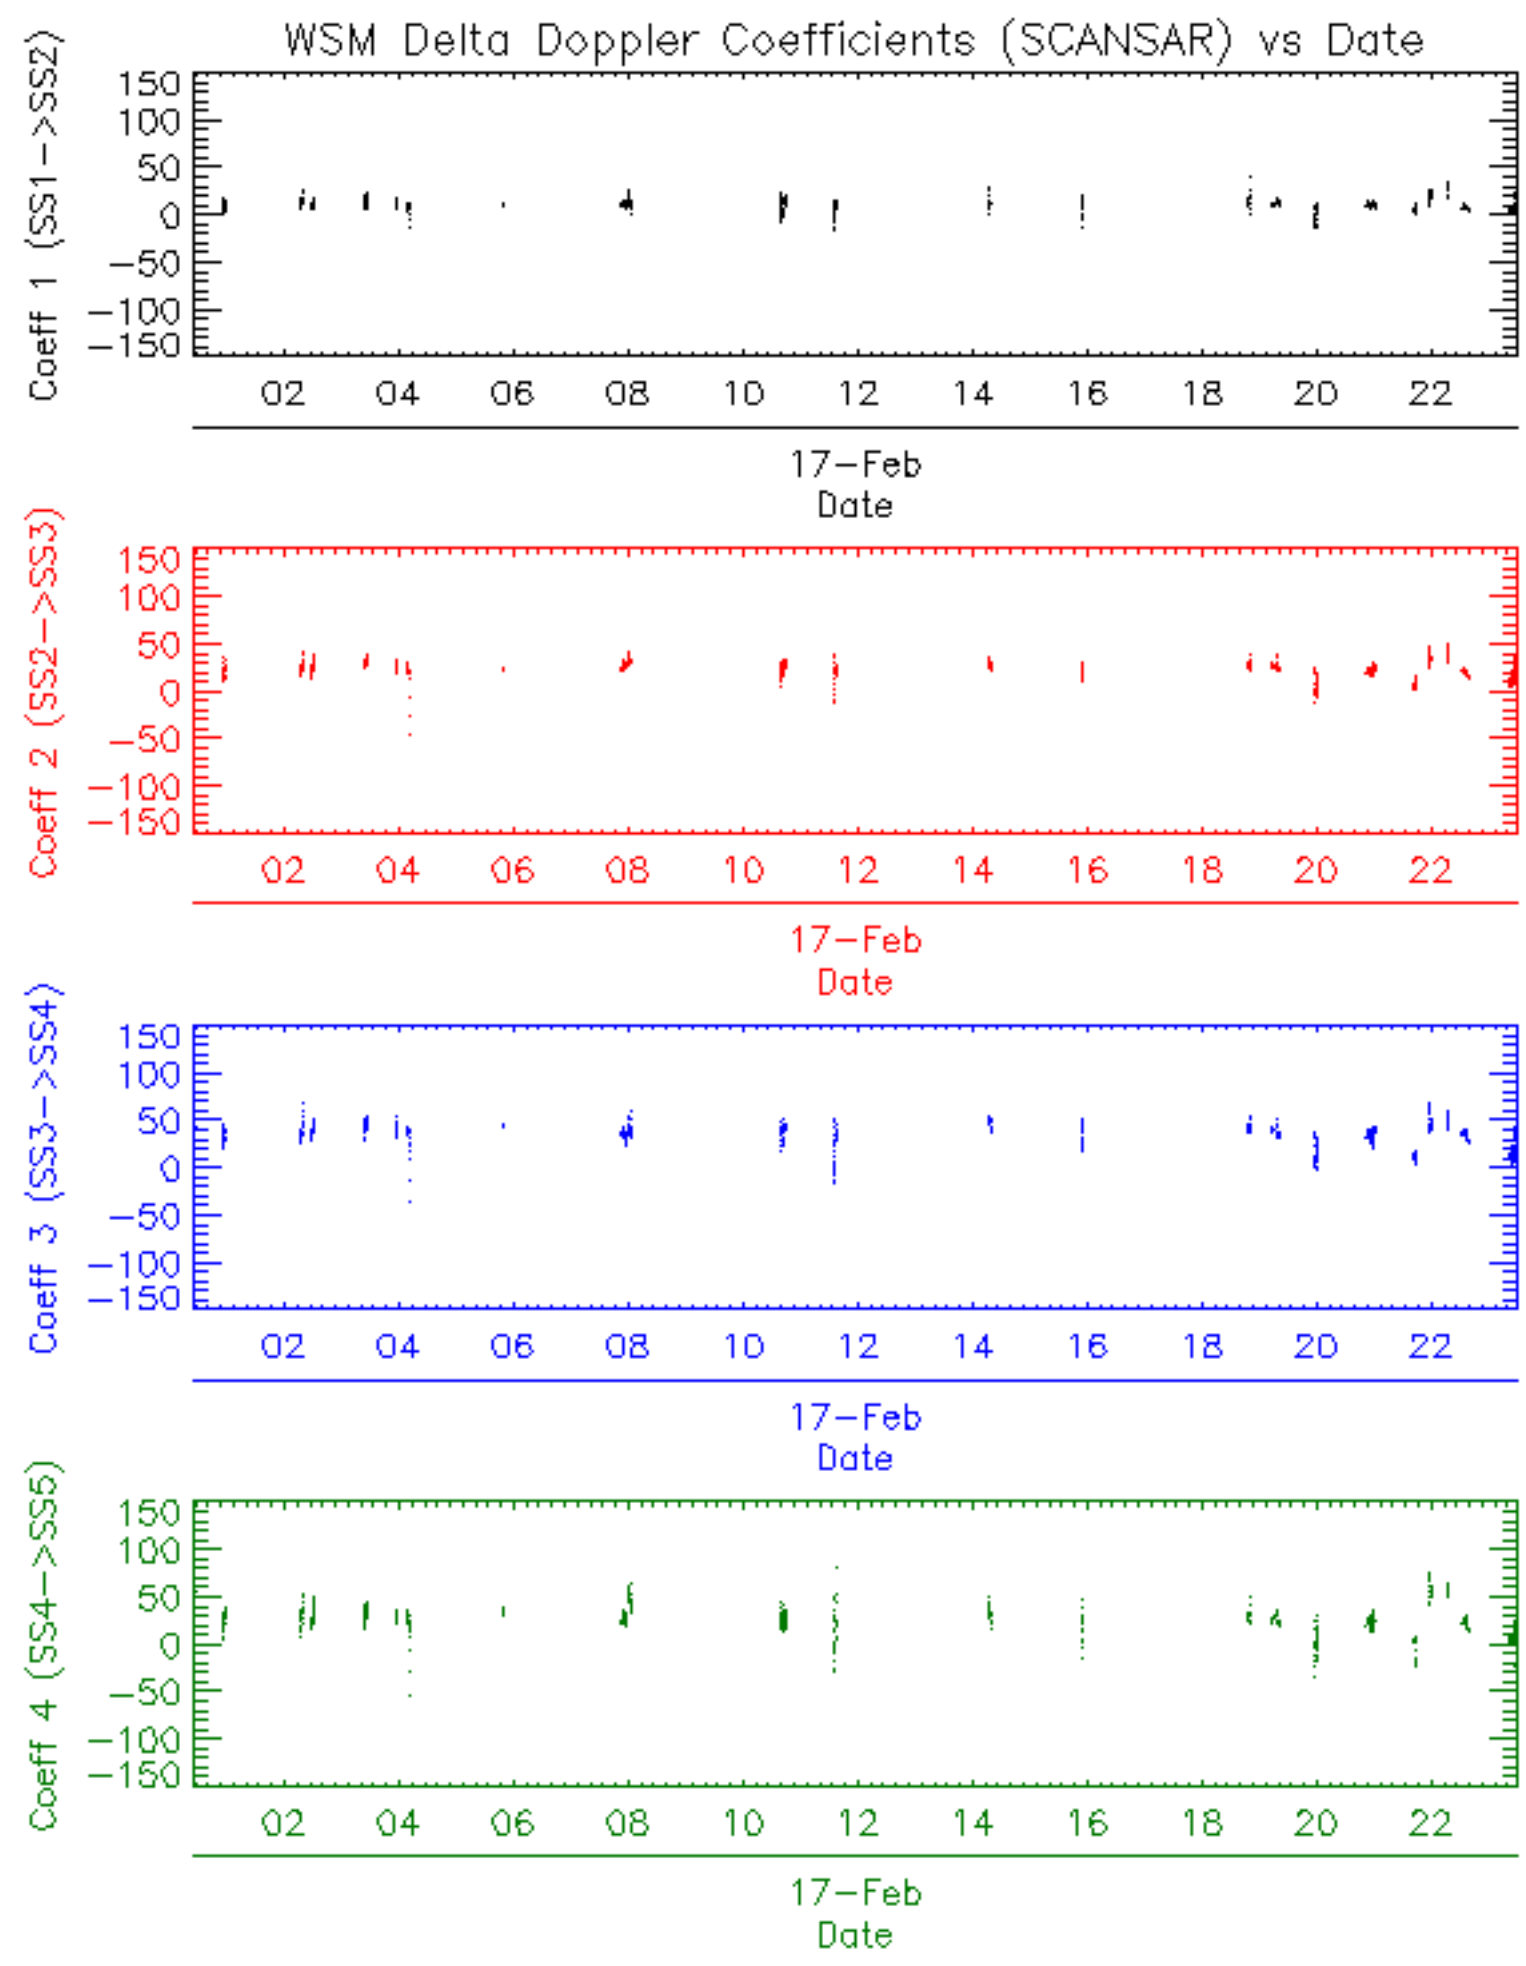 WSM Delta Doppler Coefficients (SCANSAR) vs Date
Coeff 1 (SS1->SS2)
150
100
50
0
-50
-100
-150
02 04 06 08 10 12 14 16 18 20 22
17-Feb
Date
Coeff 2 (SS2->SS3)
150
100
50
0
-50
-100
-150
02 04 06 08 10 12 14 16 18 20 22
17-Feb
Date
Coeff 3 (SS3->SS4)
150
100
50
0
-50
-100
-150
02 04 06 08 10 12 14 16 18 20 22
17-Feb
Date
Coeff 4 (SS4->SS5)
150
100
50
0
-50
-100
-150
02 04 06 08 10 12 14 16 18 20 22
17-Feb
Date